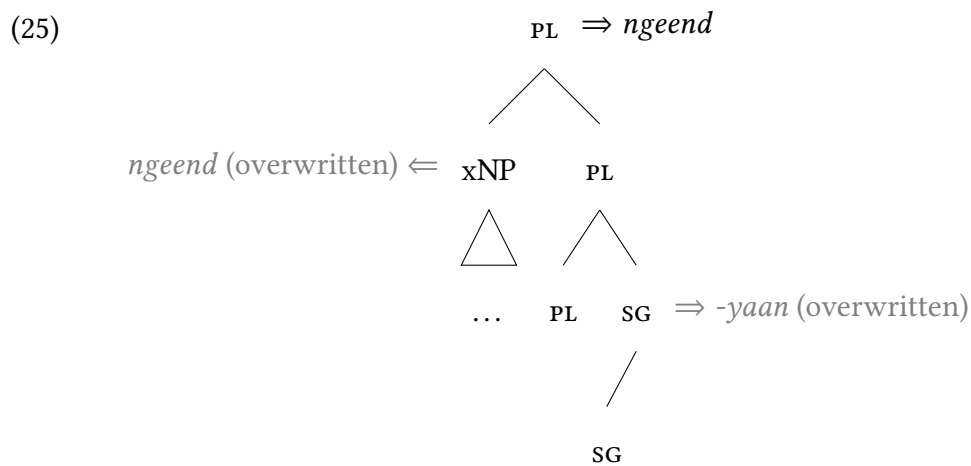 (25) PL ⇒ ngeend
ngeend (overwritten) ⇐ xNP PL
... PL SG ⇒ -yaan (overwritten)
SG